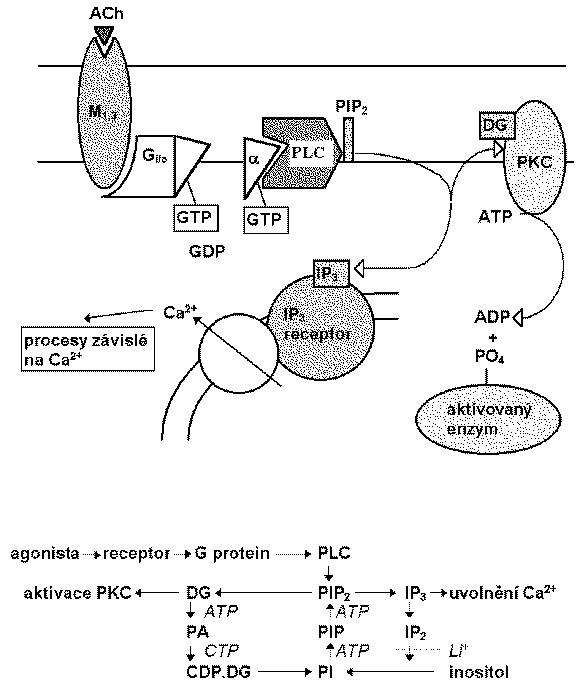 ACh
M₁,₃
PIP₂
G i/o
α
PLC
DG
PKC
GTP
GTP
ATP
GDP
IP₃
Ca²⁺
IP₃
receptor
procesy závislé
na Ca²⁺
ADP
+
PO₄
aktivovaný
enzym
agonista receptor G protein PLC
aktivace PKC DG PIP₂ IP₃ uvolnění Ca²⁺
ATP ATP
PA PIP IP₂
CTP ATP Li⁺
CDP.DG PI inositol